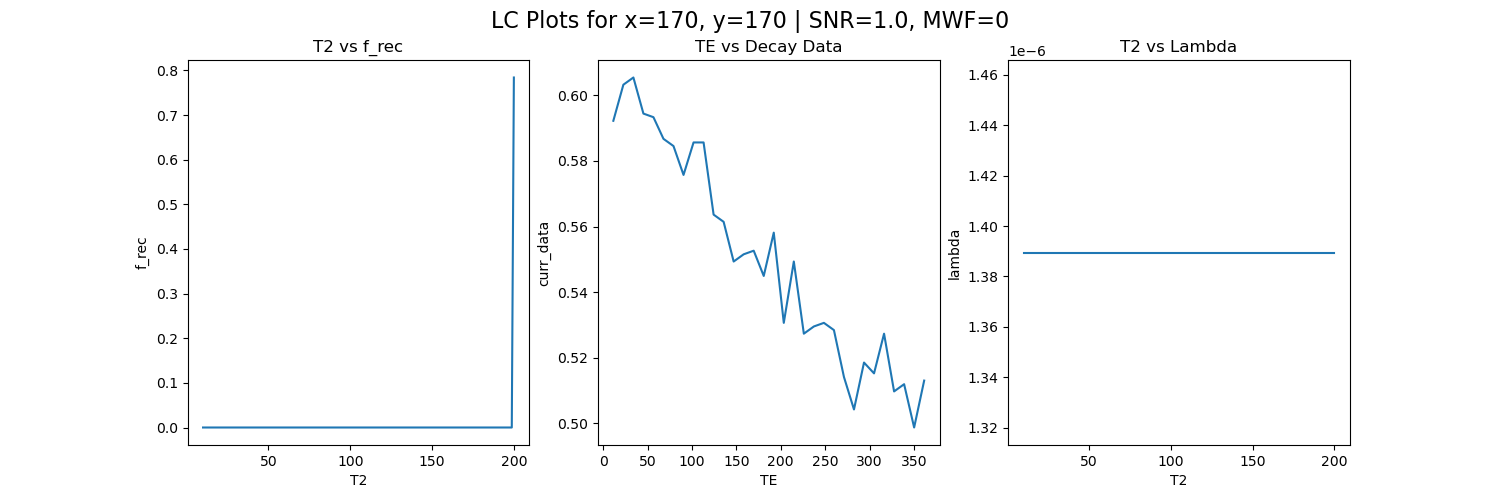 LC Plots for x=170, y=170 | SNR=1.0, MWF=0
T2 vs f_rec
0.8
0.7
0.6
0.5
0.4
0.3
0.2
0.1
0.0
f_rec
50 100 150 200
T2
TE vs Decay Data
0.60
0.58
0.56
0.54
0.52
0.50
curr_data
0 50 100 150 200 250 300 350
TE
T2 vs Lambda
1e−6
1.46
1.44
1.42
1.40
1.38
1.36
1.34
1.32
lambda
50 100 150 200
T2